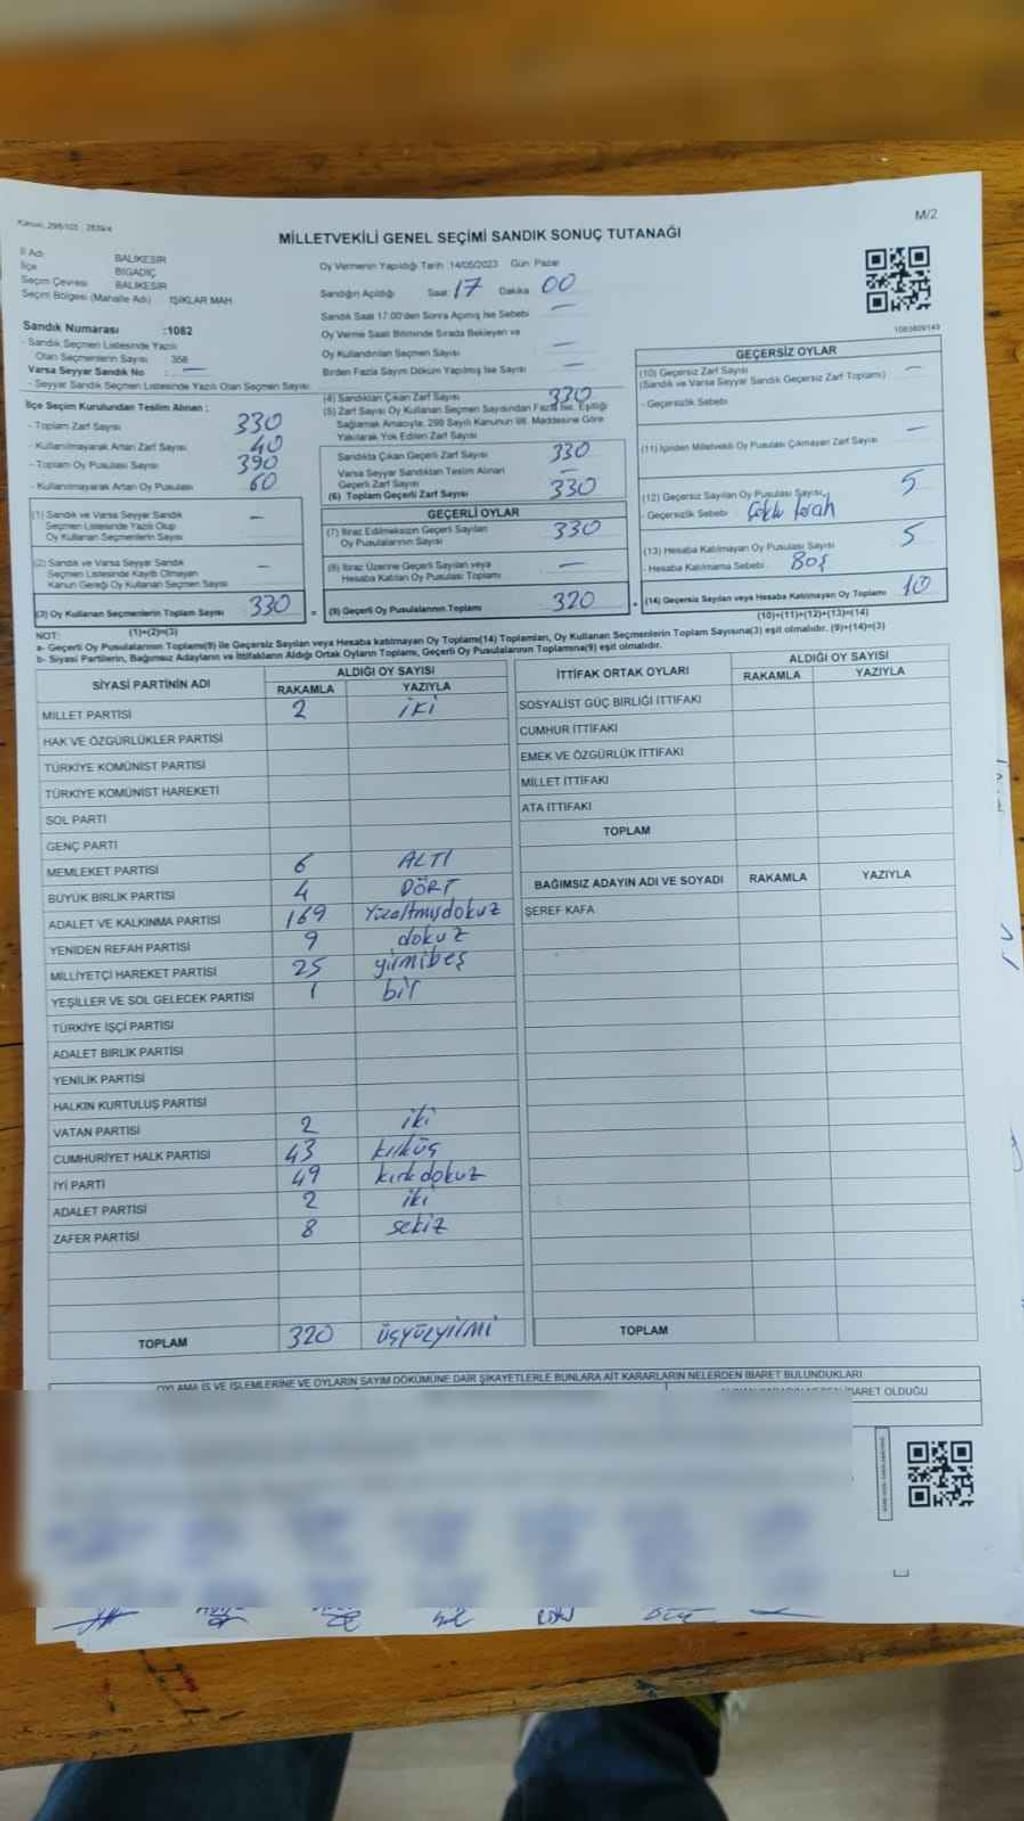 M/2
MİLLETVEKİLİ GENEL SEÇİMİ SANDIK SONUÇ TUTANAĞI
İl Adı BALIKESİR
İlçe BİGADİÇ
Seçim Çevresi BALIKESİR
Seçim Bölgesi (Mahalle Adı) IŞIKLAR MAH
Oy Vermenin Yapıldığı Tarih :14/05/2023 Gün: Pazar
Sandığın Açıldığı Saat: 17 Dakika 00
Sandık Saat 17.00'den Sonra Açılmış İse Sebebi —
Oy Verme Saati Bitiminde Sırada Bekleyen ve
Oy Kullandırılan Seçmen Sayısı —
Birden Fazla Sayım Döküm Yapılmış İse Sayısı —
1083809149
Sandık Numarası :1082
- Sandık Seçmen Listesinde Yazılı
Olan Seçmenlerin Sayısı 358
Varsa Seyyar Sandık No : —
- Seyyar Sandık Seçmen Listesinde Yazılı Olan Seçmen Sayısı
İlçe Seçim Kurulundan Teslim Alınan :
- Toplam Zarf Sayısı 330
- Kullanılmayarak Artan Zarf Sayısı 40
- Toplam Oy Pusulası Sayısı 390
- Kullanılmayarak Artan Oy Pusulası 60
(1) Sandık ve Varsa Seyyar Sandık
Seçmen Listesinde Yazılı Olup
Oy Kullanan Seçmenlerin Sayısı —
(2) Sandık ve Varsa Seyyar Sandık
Seçmen Listesinde Kayıtlı Olmayan
Kanun Gereği Oy Kullanan Seçmen Sayısı —
(3) Oy Kullanan Seçmenlerin Toplam Sayısı 330
(1)+(2)=(3)
(4) Sandıktan Çıkan Zarf Sayısı 330
(5) Zarf Sayısı Oy Kullanan Seçmen Sayısından Fazla İse, Eşitliği
Sağlamak Amacıyla, 298 Sayılı Kanunun 98. Maddesine Göre
Yakılarak Yok Edilen Zarf Sayısı
Sandıkta Çıkan Geçerli Zarf Sayısı 330
Varsa Seyyar Sandıktan Teslim Alınan
Geçerli Zarf Sayısı —
(6) Toplam Geçerli Zarf Sayısı 330
GEÇERLİ OYLAR
(7) İtiraz Edilmeksizin Geçerli Sayılan
Oy Pusulalarının Sayısı 330
(8) İtiraz Üzerine Geçerli Sayılan veya
Hesaba Katılan Oy Pusulası Toplamı —
= (9) Geçerli Oy Pusulalarının Toplamı 320
GEÇERSİZ OYLAR
(10) Geçersiz Zarf Sayısı —
(Sandık ve Varsa Seyyar Sandık Geçersiz Zarf Toplamı)
- Geçersizlik Sebebi
(11) İçinden Milletvekili Oy Pusulası Çıkmayan Zarf Sayısı —
(12) Geçersiz Sayılan Oy Pusulası Sayısı 5
- Geçersizlik Sebebi Çoklu
(13) Hesaba Katılmayan Oy Pusulası Sayısı 5
- Hesaba Katılmama Sebebi Boş
+ (14) Geçersiz Sayılan veya Hesaba Katılmayan Oy Toplamı 10
(10)+(11)+(12)+(13)=(14)
NOT:
a- Geçerli Oy Pusulalarının Toplamı(9) ile Geçersiz Sayılan veya Hesaba katılmayan Oy Toplamı(14) Toplamları, Oy Kullanan Seçmenlerin Toplam Sayısına(3) eşit olmalıdır. (9)+(14)=(3)
b- Siyasi Partilerin, Bağımsız Adayların ve İttifakların Aldığı Ortak Oyların Toplamı, Geçerli Oy Pusulalarının Toplamına(9) eşit olmalıdır.
SİYASİ PARTİNİN ADI ALDIĞI OY SAYISI
RAKAMLA YAZIYLA
MİLLET PARTİSİ 2 iKi
HAK VE ÖZGÜRLÜKLER PARTİSİ
TÜRKİYE KOMÜNİST PARTİSİ
TÜRKİYE KOMÜNİST HAREKETİ
SOL PARTİ
GENÇ PARTİ
MEMLEKET PARTİSİ 6 ALTI
BÜYÜK BİRLİK PARTİSİ 4 DÖRT
ADALET VE KALKINMA PARTİSİ 169 Yüzaltmışdokuz
YENİDEN REFAH PARTİSİ 9 dokuz
MİLLİYETÇİ HAREKET PARTİSİ 25 yirmibeş
YEŞİLLER VE SOL GELECEK PARTİSİ 1 bir
TÜRKİYE İŞÇİ PARTİSİ
ADALET BİRLİK PARTİSİ
YENİLİK PARTİSİ
HALKIN KURTULUŞ PARTİSİ
VATAN PARTİSİ 2 iki
CUMHURİYET HALK PARTİSİ 43 kırküç
İYİ PARTİ 49 kırkdokuz
ADALET PARTİSİ 2 iki
ZAFER PARTİSİ 8 sekiz
TOPLAM 320 üçyüzyirmi
İTTİFAK ORTAK OYLARI ALDIĞI OY SAYISI
RAKAMLA YAZIYLA
SOSYALİST GÜÇ BİRLİĞİ İTTİFAKI
CUMHUR İTTİFAKI
EMEK VE ÖZGÜRLÜK İTTİFAKI
MİLLET İTTİFAKI
ATA İTTİFAKI
TOPLAM
BAĞIMSIZ ADAYIN ADI VE SOYADI RAKAMLA YAZIYLA
ŞEREF KAFA
TOPLAM
OYLAMA İŞ VE İŞLEMLERİNE VE OYLARIN SAYIM DÖKÜMÜNE DAİR ŞİKAYETLERLE BUNLARA AİT KARARLARIN NELERDEN İBARET BULUNDUKLARI
İBARET OLDUĞU